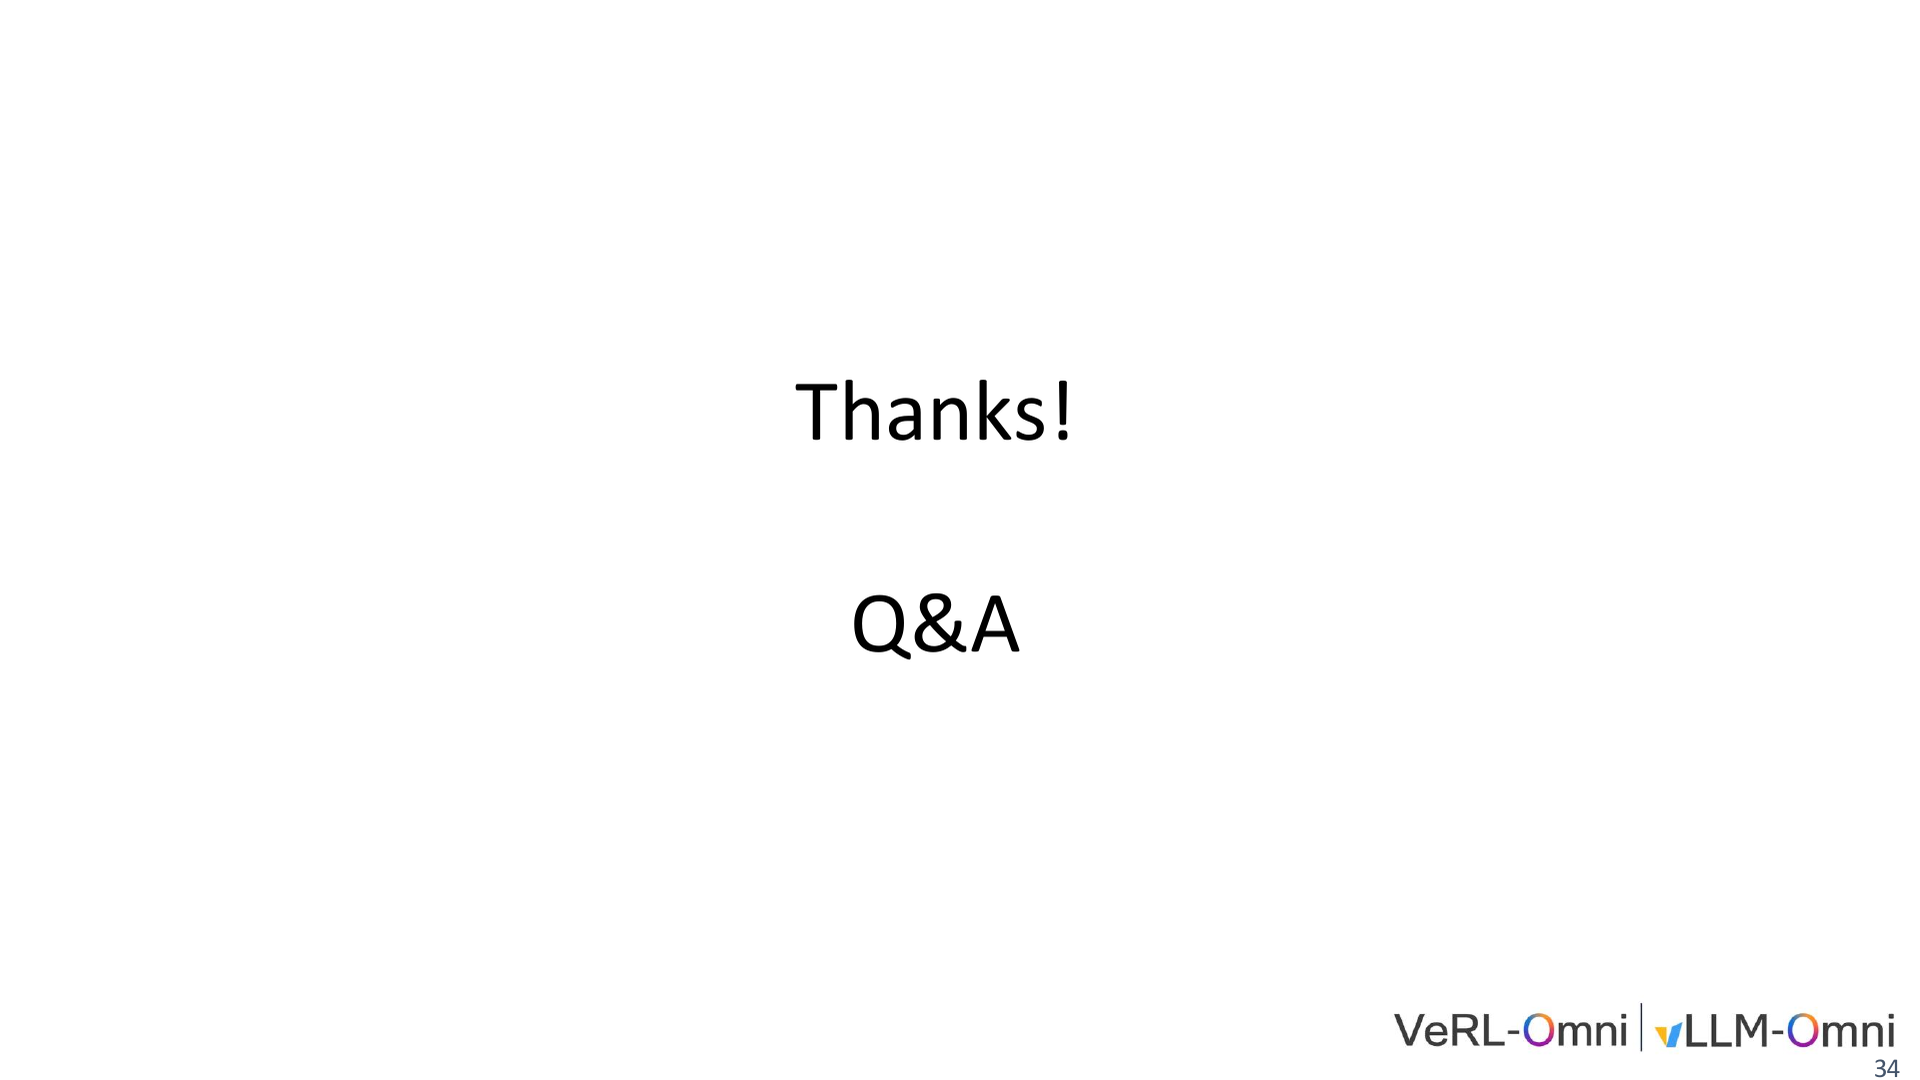 Thanks!
Q&A
VeRL-Omni | vLLM-Omni
34